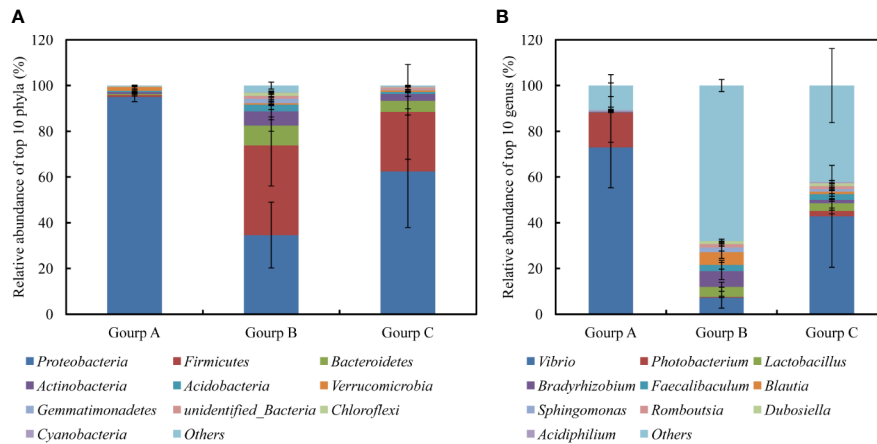 A
Relative abundance of top 10 phyla (%)
120
100
80
60
40
20
0
Gourp A Gourp B Gourp C
Proteobacteria Firmicutes Bacteroidetes
Actinobacteria Acidobacteria Verrucomicrobia
Gemmatimonadetes unidentified_Bacteria Chloroflexi
Cyanobacteria Others
B
Relative abundance of top 10 genus (%)
120
100
80
60
40
20
0
Gourp A Gourp B Gourp C
Vibrio Photobacterium Lactobacillus
Bradyrhizobium Faecalibaculum Blautia
Sphingomonas Romboutsia Dubosiella
Acidiphilium Others